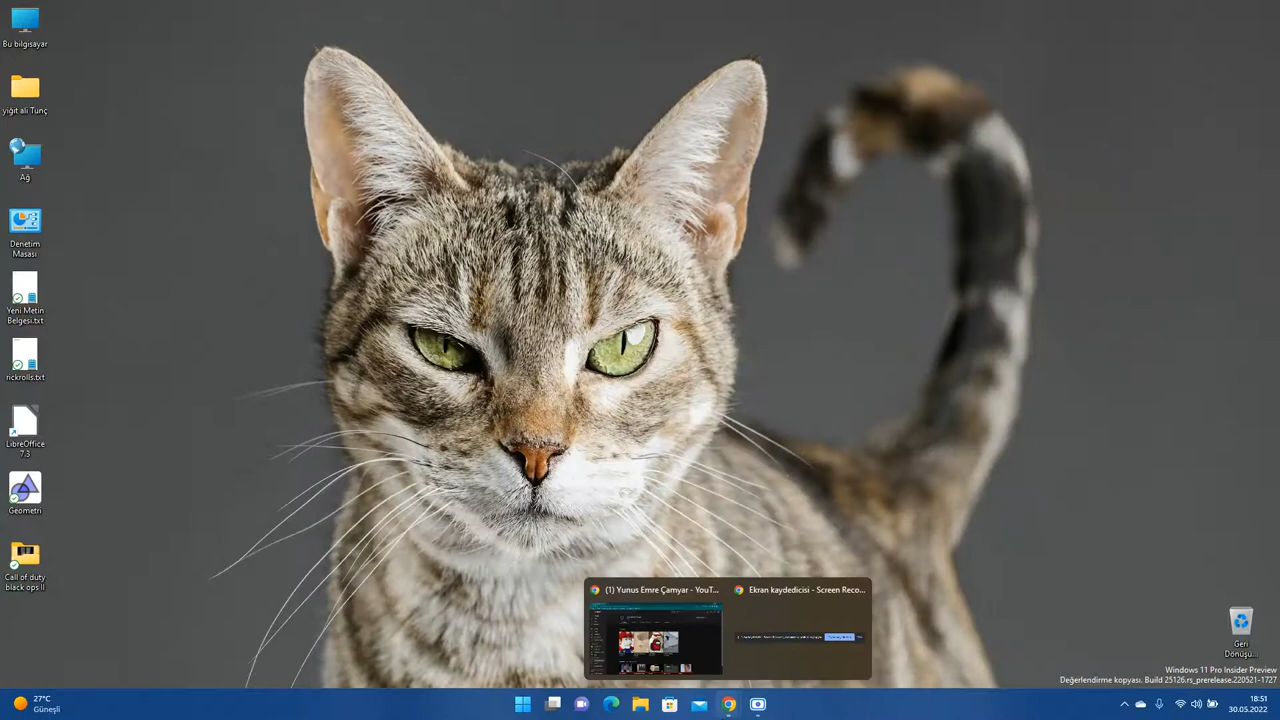 Bu bilgisayar
yiğit ali Tunç
Ağ
Denetim
Masası
Yeni Metin
Belgesi.txt
rickrolls.txt
LibreOffice
7.3
Geometri
Call of duty
black ops II
(1) Yunus Emre Çamyar - YouT...
Ekran kaydedicisi - Screen Reco...
Geri
Dönüşü...
Windows 11 Pro Insider Preview
Değerlendirme kopyası. Build 25126.rs_prerelease.220521-1727
27°C
Güneşli
18:51
30.05.2022